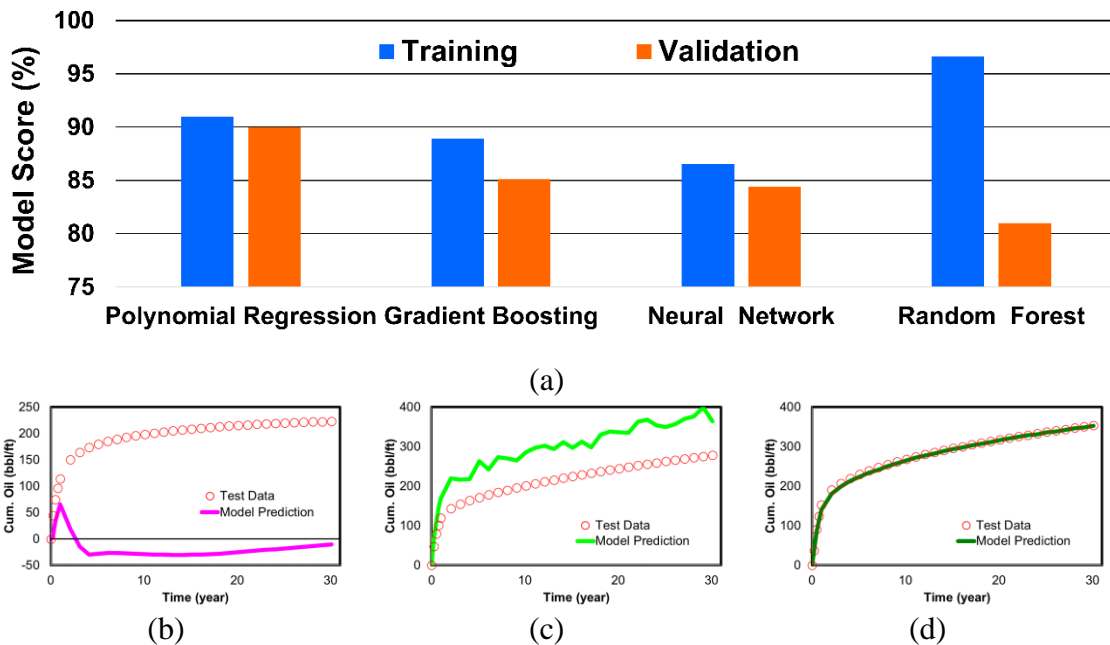 100
95
90
85
80
75
Model Score (%)
Training
Validation
Polynomial Regression Gradient Boosting Neural Network Random Forest
(a)
250
200
150
100
50
0
-50
Cum. Oil (bbl/ft)
Test Data
Model Prediction
0 10 20 30
Time (year)
(b)
400
300
200
100
0
Cum. Oil (bbl/ft)
Test Data
Model Prediction
0 10 20 30
Time (year)
(c)
400
300
200
100
0
Cum. Oil (bbl/ft)
Test Data
Model Prediction
0 10 20 30
Time (year)
(d)